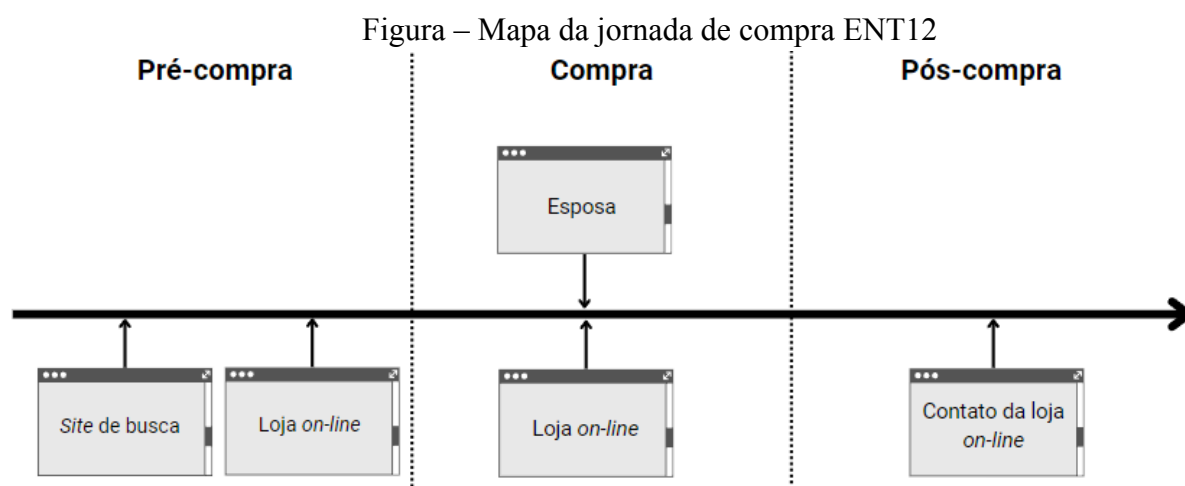 Figura – Mapa da jornada de compra ENT12
Pré-compra
Compra
Pós-compra
Esposa
Site de busca
Loja on-line
Loja on-line
Contato da loja
on-line